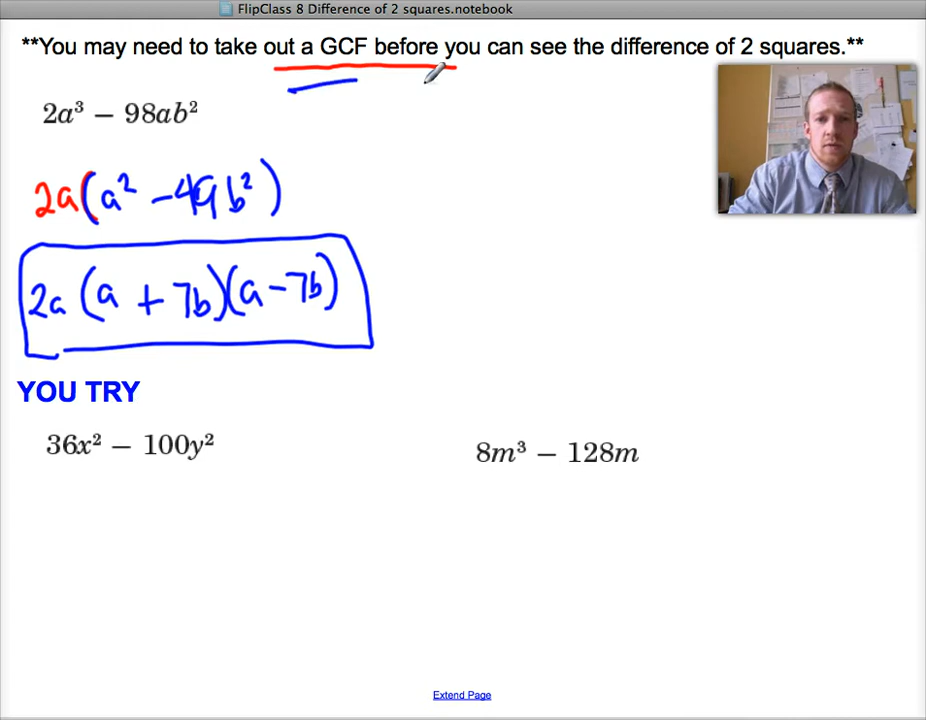 FlipClass 8 Difference of 2 squares.notebook
**You may need to take out a GCF before you can see the difference of 2 squares.**
2a³ – 98ab²
2a(a² - 49b²)
2a (a + 7b)(a - 7b)
YOU TRY
36x² – 100y²
8m³ – 128m
Extend Page